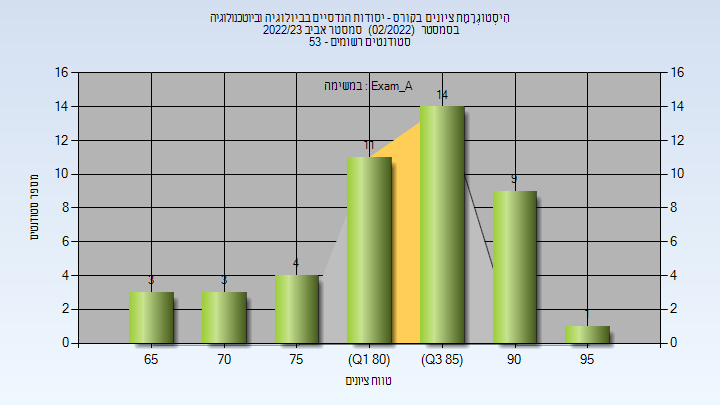 הִיסְטוֹגְרָמַת ציונים בקורס - יסודות הנדסיים בביולוגיה וביוטכנולוגיה
בסמסטר (02/2022) סמסטר אביב 2022/23
סטודנטים רשומים - 53
במשימה : Exam_A
16 16
14 14
12 12
10 10
8 8
6 6
4 4
2 2
0 0
מספר סטודנטים
3 3 4 11 14 9 1
65 70 75 (Q1 80) (Q3 85) 90 95
טווח ציונים